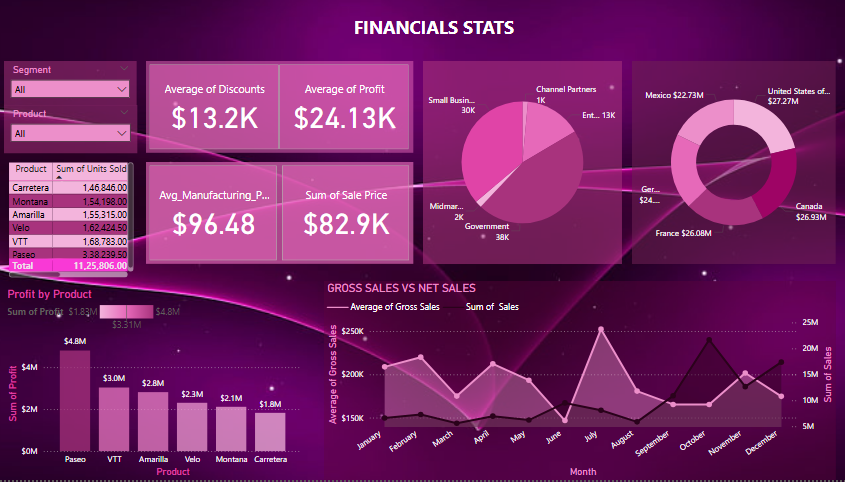 FINANCIALS STATS
Segment
All
Product
All
Average of Discounts
$13.2K
Average of Profit
$24.13K
Avg_Manufacturing_P...
$96.48
Sum of Sale Price
$82.9K
Product Sum of Units Sold
Carretera 1,46,846.00
Montana 1,54,198.00
Amarilla 1,55,315.00
Velo 1,62,424.50
VTT 1,68,783.00
Paseo 3,38,239.50
Total 11,25,806.00
Channel Partners
1K
Small Busin...
30K
Ent... 13K
Midmar...
2K
Government
38K
Mexico $22.73M
United States of...
$27.27M
Ger...
$24....
Canada
$26.93M
France $26.08M
Profit by Product
Sum of Profit $1.83M $4.8M
$3.31M
Sum of Profit
$4M
$2M
$0M
$4.8M
$3.0M
$2.8M
$2.3M
$2.1M
$1.8M
Paseo VTT Amarilla Velo Montana Carretera
Product
GROSS SALES VS NET SALES
Average of Gross Sales Sum of Sales
Average of Gross Sales
$250K
$200K
$150K
25M
20M
15M
10M
5M
Sum of Sales
January February March April May June July August September October November December
Month